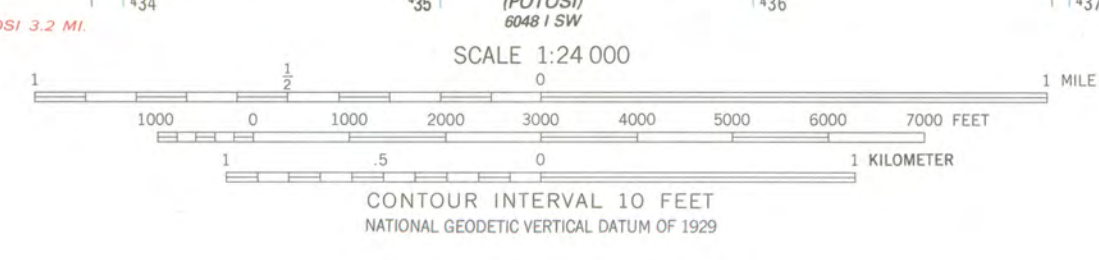 ⁴34 ⁴35 (POTOSI) ⁴36 ⁴37
6048 I SW
OSI 3.2 MI.
SCALE 1:24 000
1 1/2 0 1 MILE
1000 0 1000 2000 3000 4000 5000 6000 7000 FEET
1 .5 0 1 KILOMETER
CONTOUR INTERVAL 10 FEET
NATIONAL GEODETIC VERTICAL DATUM OF 1929